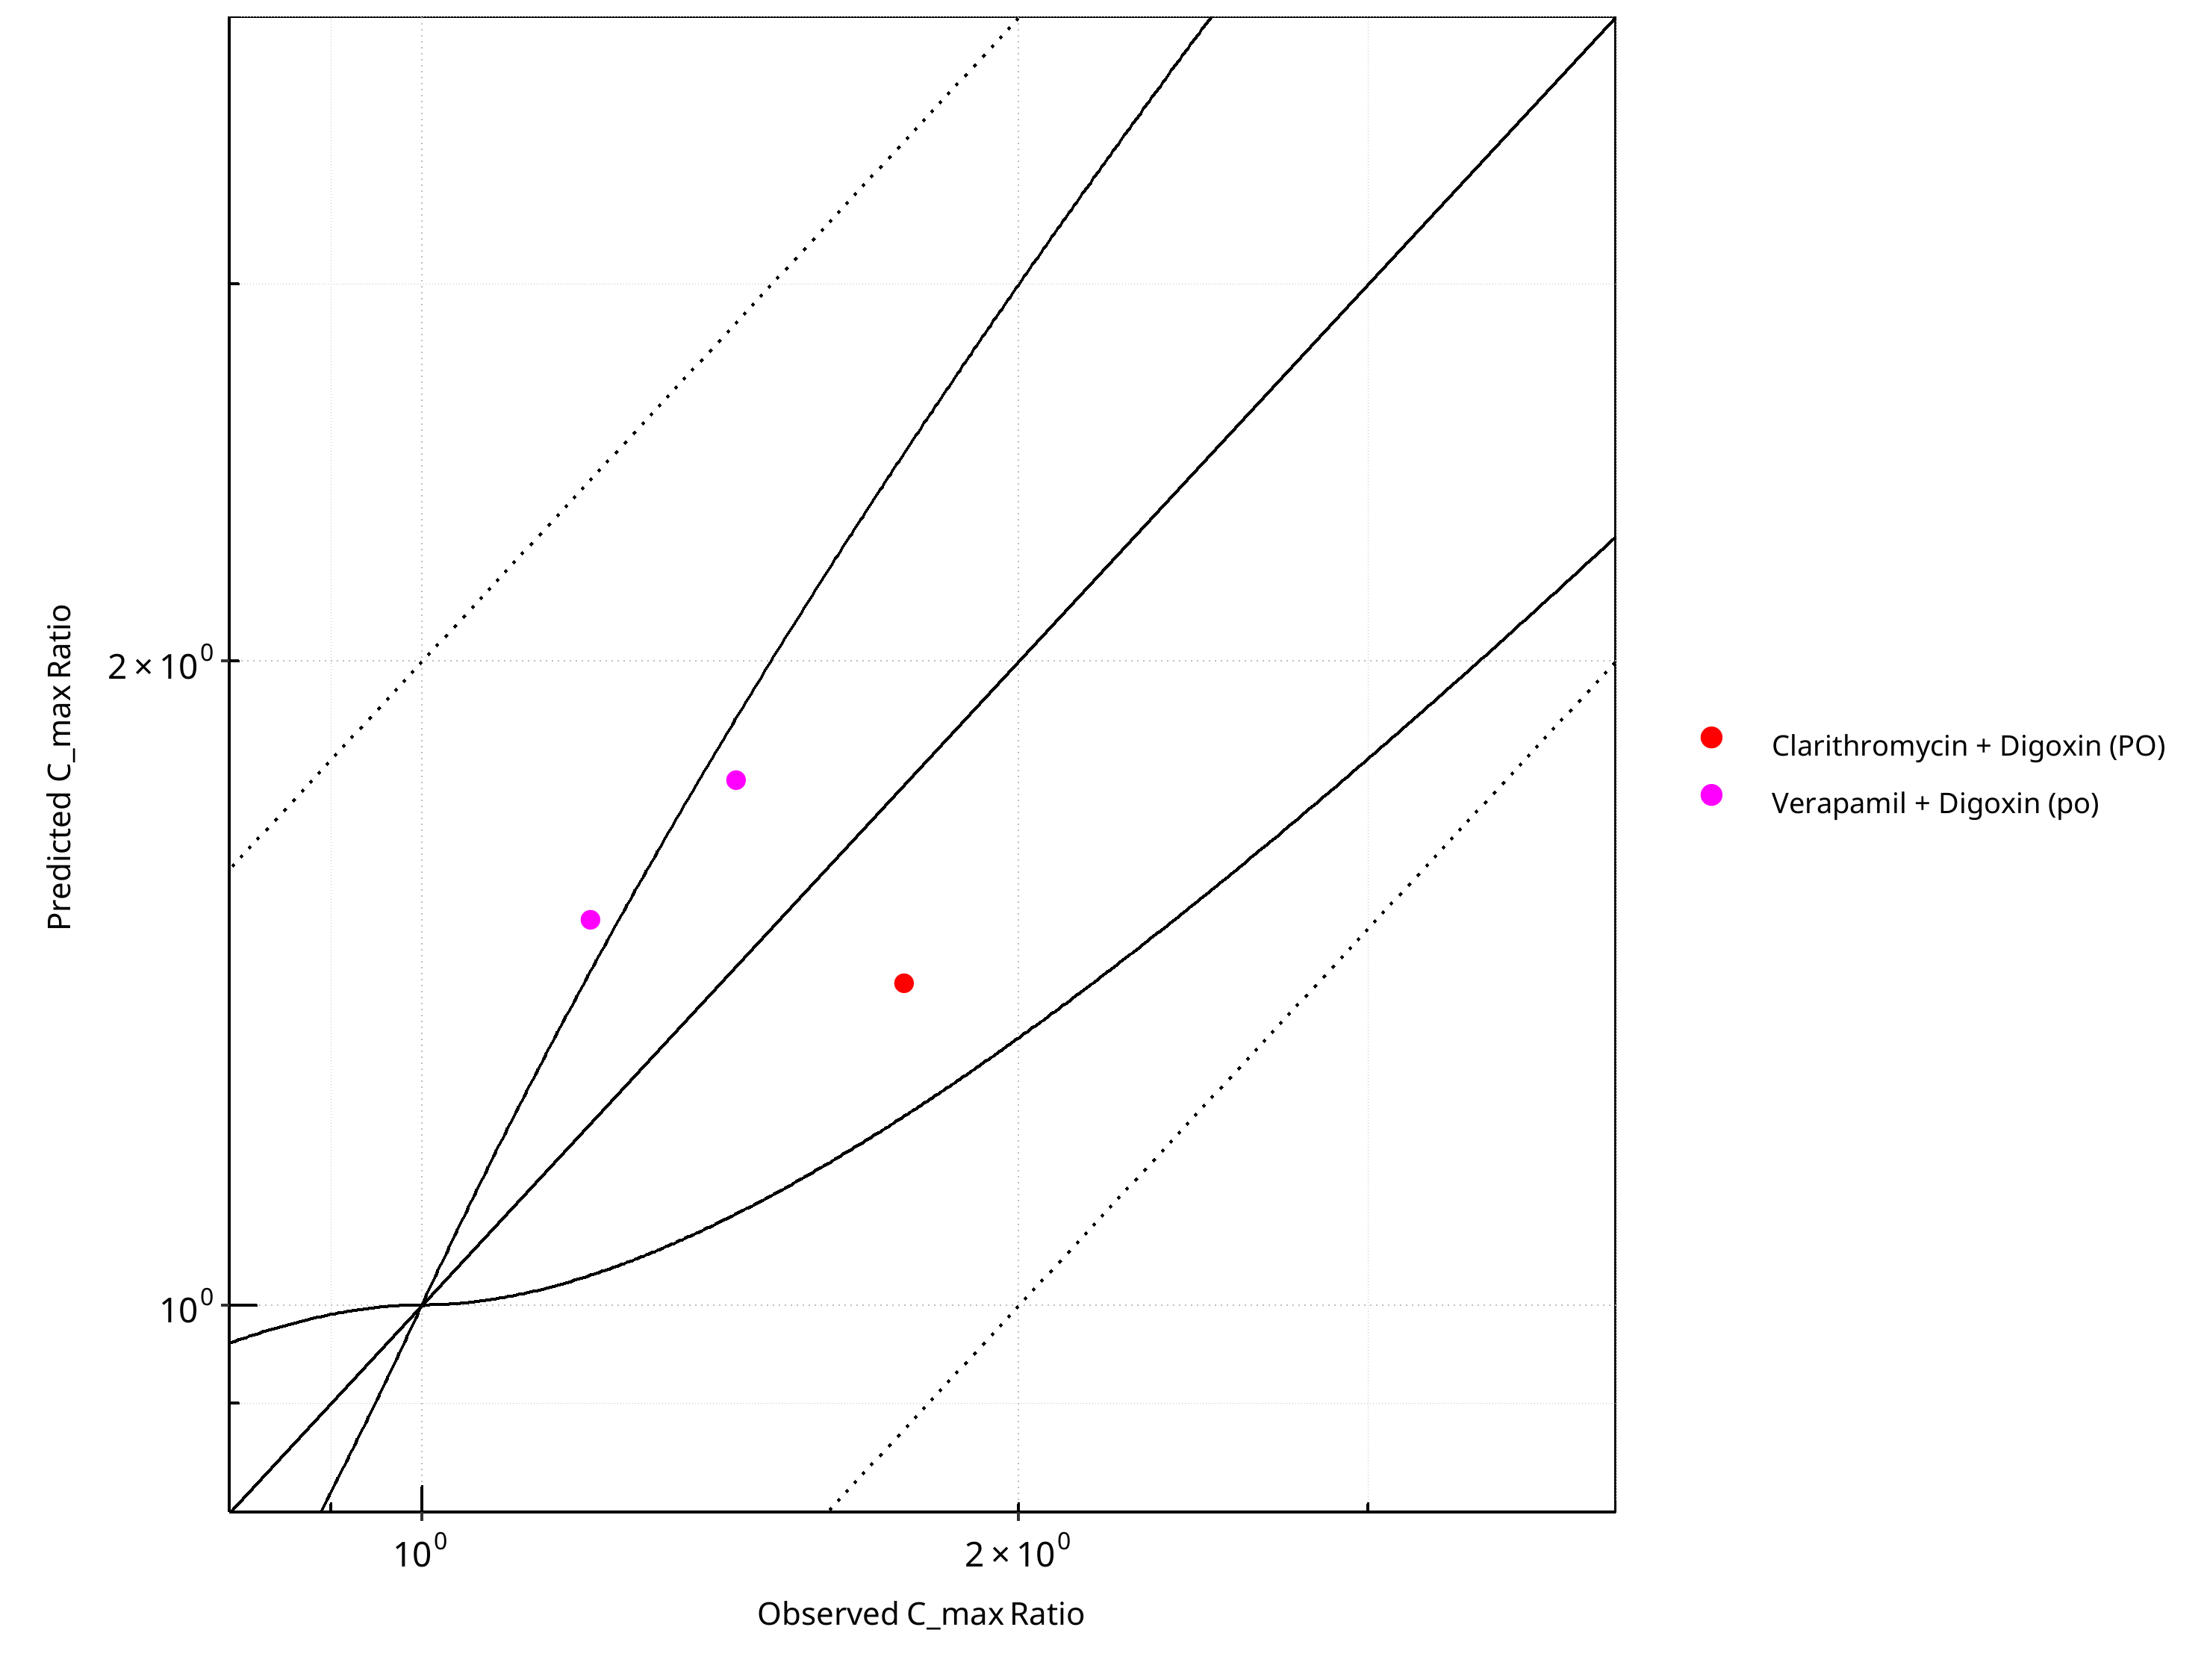 Predicted C_max Ratio
2 × 10⁰
10⁰
10⁰
2 × 10⁰
Observed C_max Ratio
Clarithromycin + Digoxin (PO)
Verapamil + Digoxin (po)